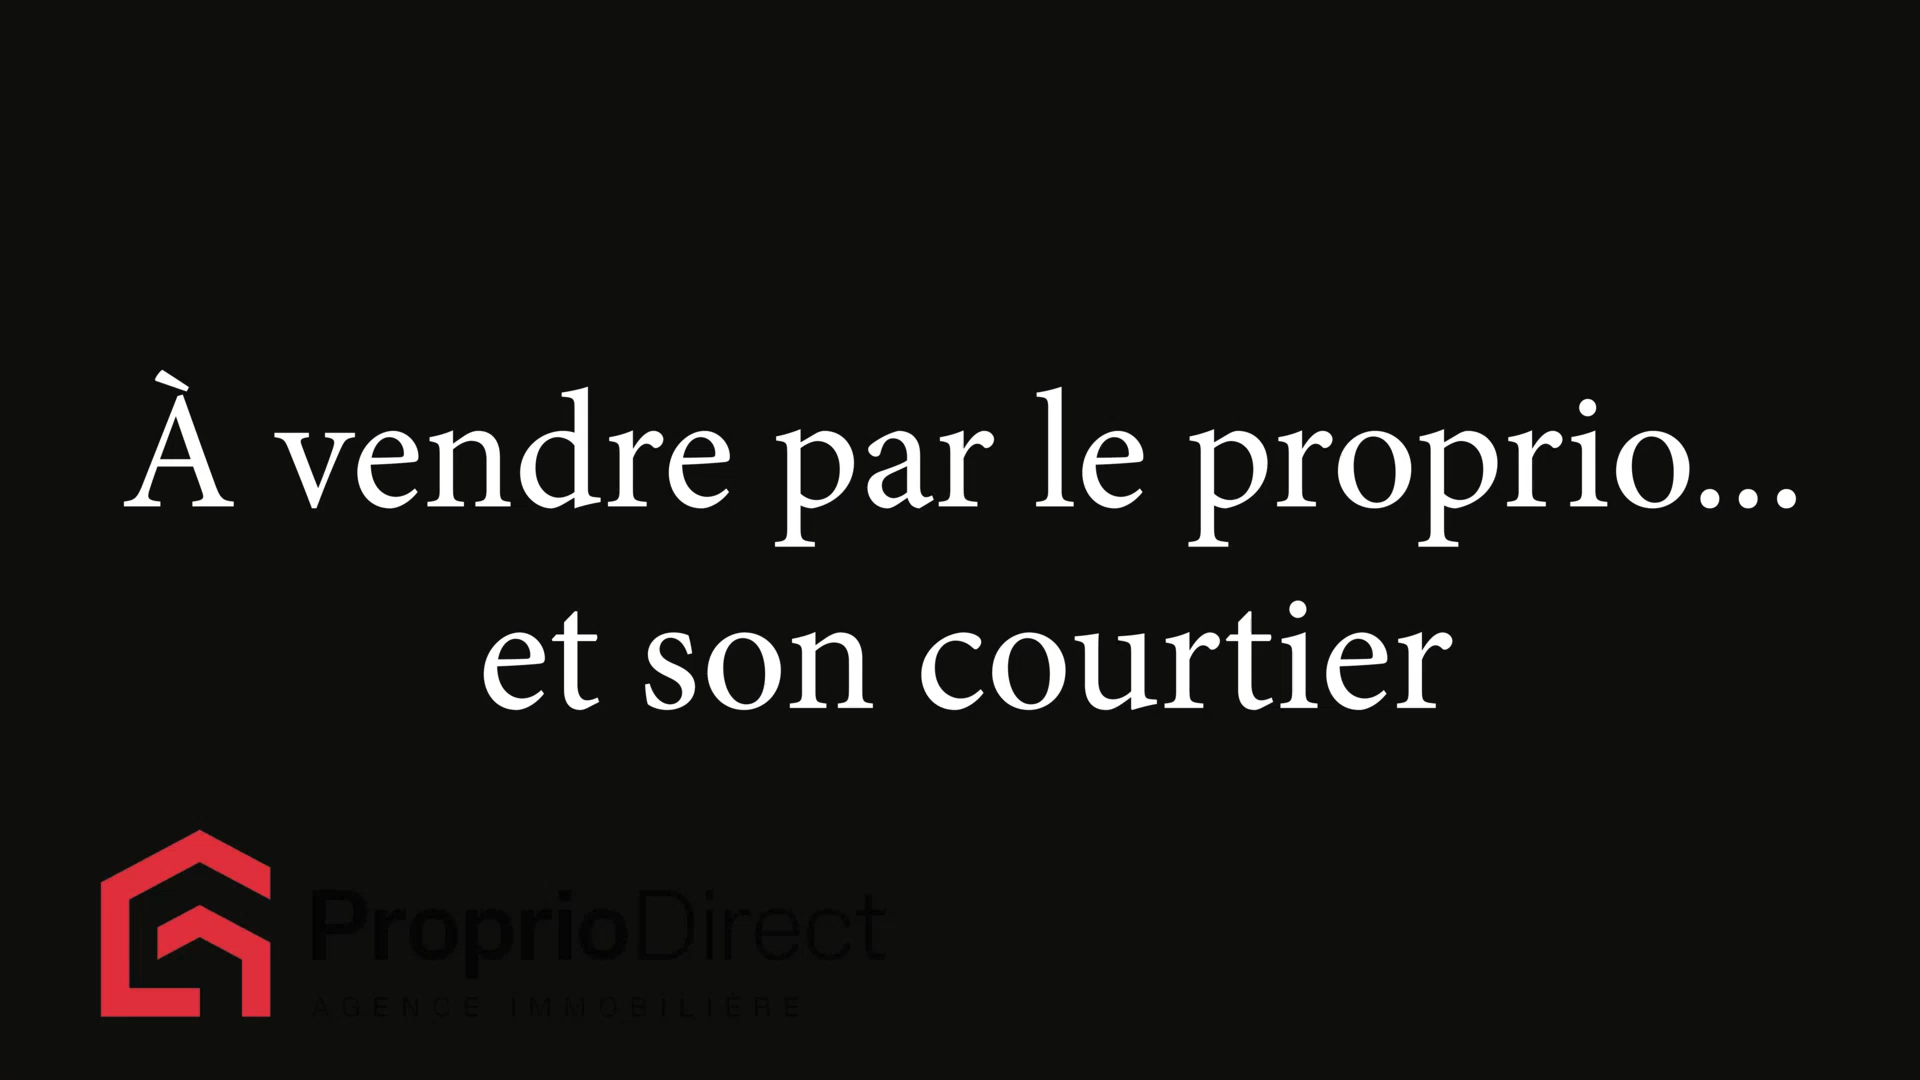 À vendre par le proprio...
et son courtier
ProprioDirect
AGENCE IMMOBILIÈRE